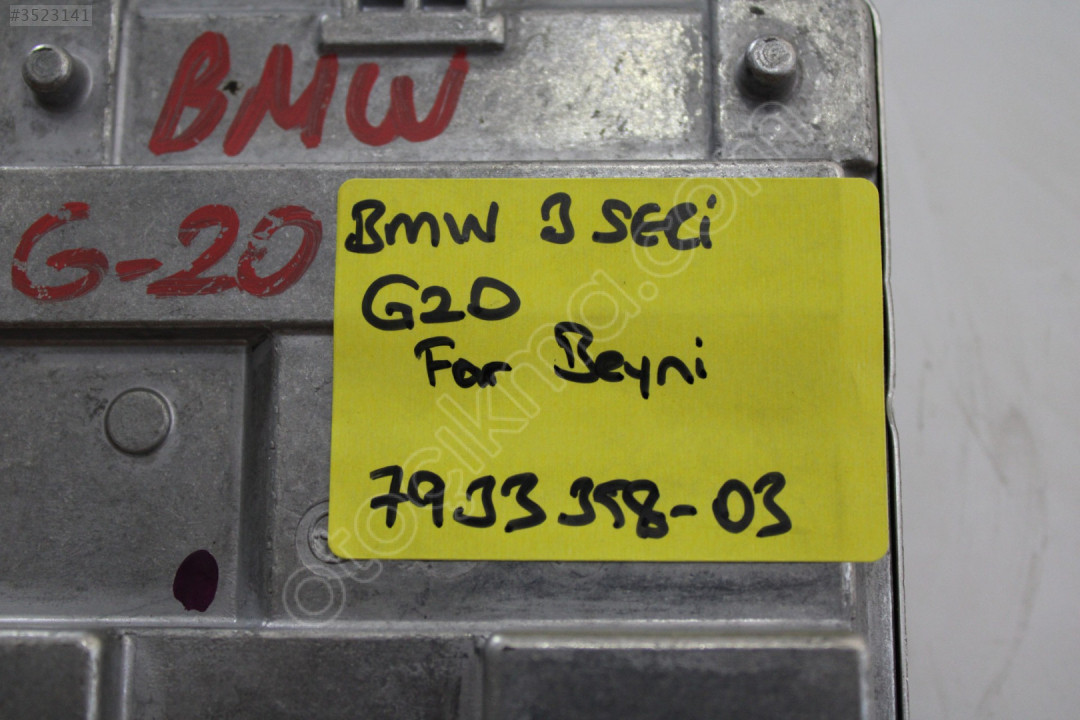 #3523141
BMW
G-20
BMW 3 SERİ
G20
Far Beyni
7933358-03
otocikma.com